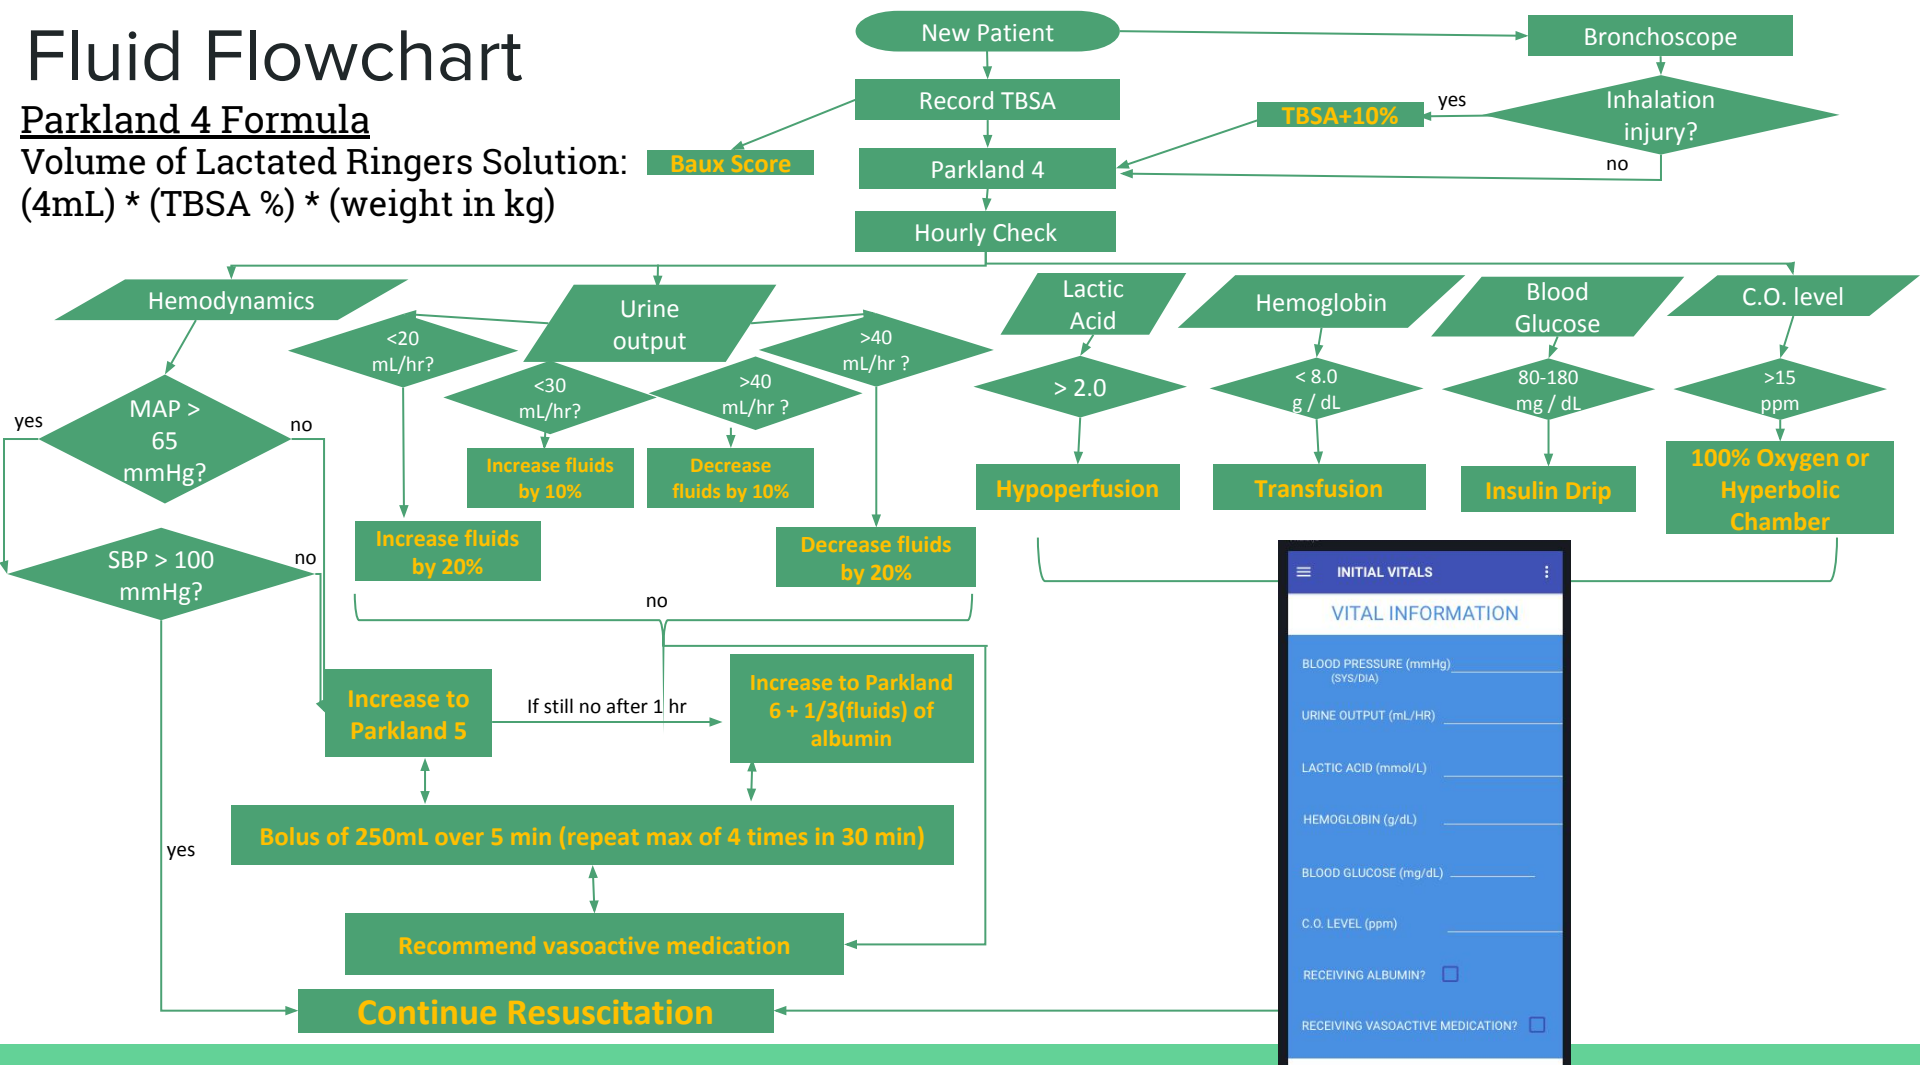 Fluid Flowchart
Parkland 4 Formula
Volume of Lactated Ringers Solution:
(4mL) * (TBSA %) * (weight in kg)
New Patient
Bronchoscope
Record TBSA
TBSA+10%
yes
Inhalation
injury?
no
Baux Score
Parkland 4
Hourly Check
Hemodynamics
Urine
output
Lactic
Acid
Hemoglobin
Blood
Glucose
C.O. level
<20
mL/hr?
<30
mL/hr?
>40
mL/hr ?
>40
mL/hr ?
> 2.0
< 8.0
g / dL
80-180
mg / dL
>15
ppm
yes
MAP >
65
mmHg?
no
Increase fluids
by 10%
Decrease
fluids by 10%
Hypoperfusion
Transfusion
Insulin Drip
100% Oxygen or
Hyperbolic
Chamber
Increase fluids
by 20%
Decrease fluids
by 20%
SBP > 100
mmHg?
no
no
Increase to
Parkland 5
If still no after 1 hr
Increase to Parkland
6 + 1/3(fluids) of
albumin
Bolus of 250mL over 5 min (repeat max of 4 times in 30 min)
yes
Recommend vasoactive medication
Continue Resuscitation
INITIAL VITALS
VITAL INFORMATION
BLOOD PRESSURE (mmHg)
(SYS/DIA)
URINE OUTPUT (mL/HR)
LACTIC ACID (mmol/L)
HEMOGLOBIN (g/dL)
BLOOD GLUCOSE (mg/dL)
C.O. LEVEL (ppm)
RECEIVING ALBUMIN?
RECEIVING VASOACTIVE MEDICATION?